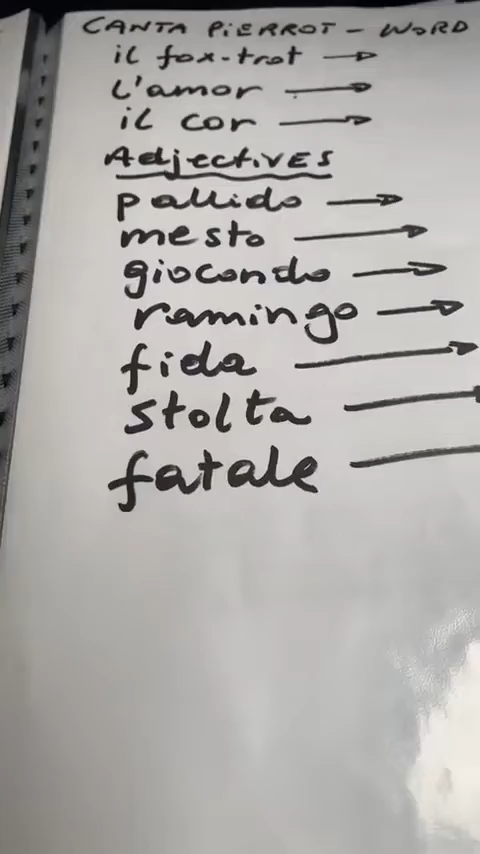 CANTA PiERROT - WORD
il fox-trot →
L'amor →
il cor →
AdjectivES
pallido →
mesto →
giocondo →
ramingo →
fida →
stolta →
fatale →